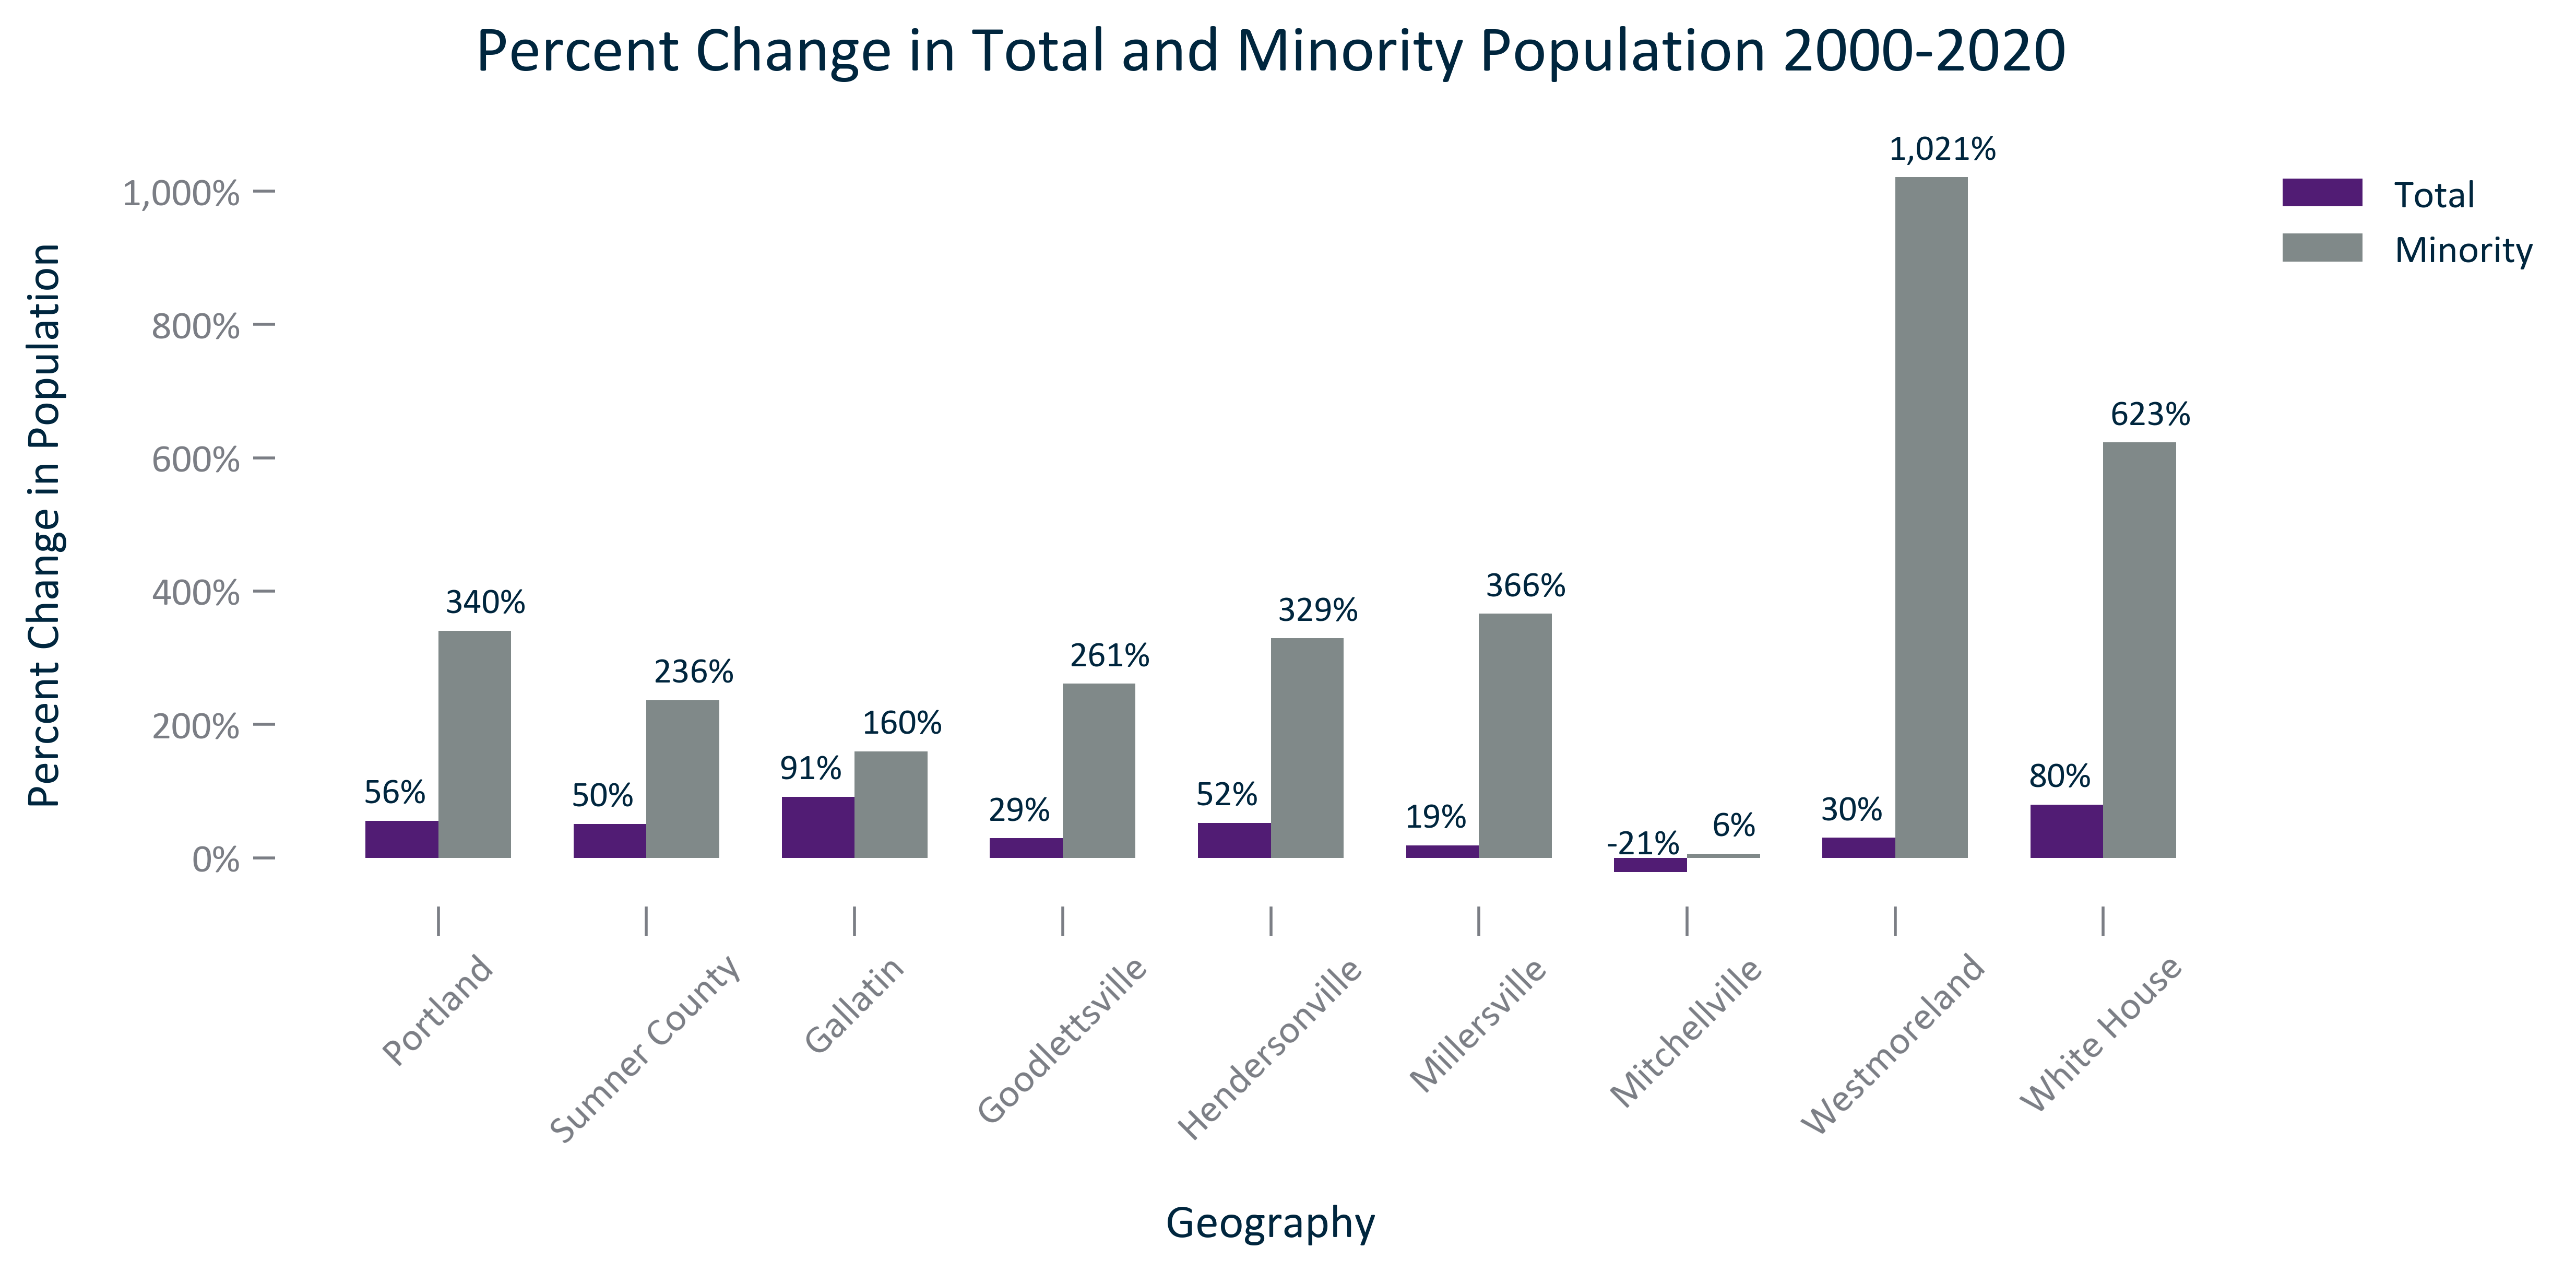 Percent Change in Total and Minority Population 2000-2020
Percent Change in Population
1,000%
800%
600%
400%
200%
0%
56%
340%
50%
236%
91%
160%
29%
261%
52%
329%
19%
366%
-21%
6%
30%
1,021%
80%
623%
Total
Minority
Portland
Sumner County
Gallatin
Goodlettsville
Hendersonville
Millersville
Mitchellville
Westmoreland
White House
Geography